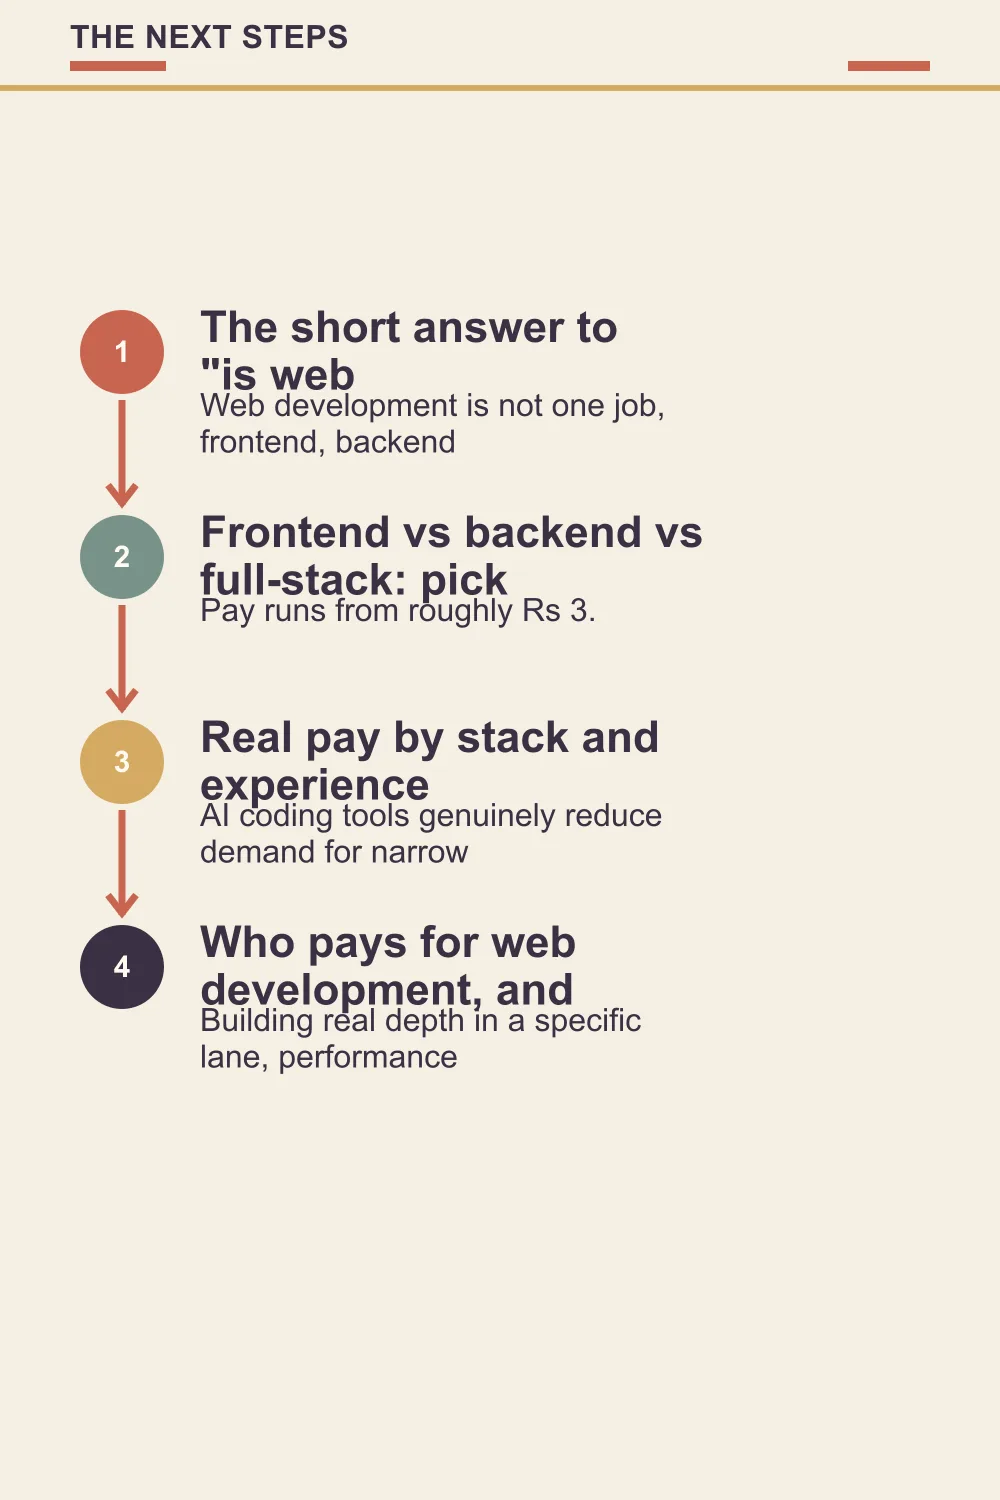 THE NEXT STEPS
1
The short answer to
"is web
Web development is not one job,
frontend, backend
2
Frontend vs backend vs
full-stack: pick
Pay runs from roughly Rs 3.
3
Real pay by stack and
experience
AI coding tools genuinely reduce
demand for narrow
4
Who pays for web
development, and
Building real depth in a specific
lane, performance